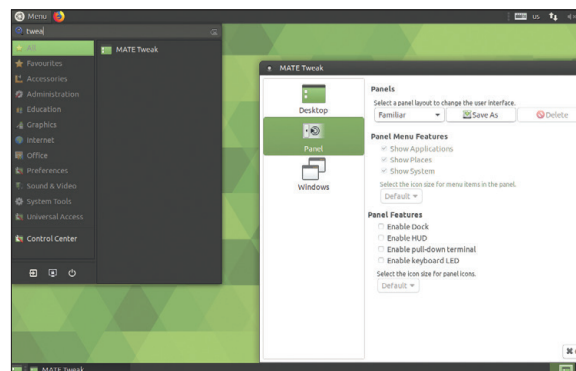 Menu
us
twea
All
MATE Tweak
Favourites
Accessories
Administration
Education
Graphics
Internet
Office
Preferences
Sound & Video
System Tools
Universal Access
Control Center
MATE Tweak
Desktop
Panel
Windows
Panels
Select a panel layout to change the user interface.
Familiar
Save As
Delete
Panel Menu Features
Show Applications
Show Places
Show System
Select the icon size for menu items in the panel.
Default
Panel Features
Enable Dock
Enable HUD
Enable pull-down terminal
Enable keyboard LED
Select the icon size for panel icons.
Default
MATE Tweak